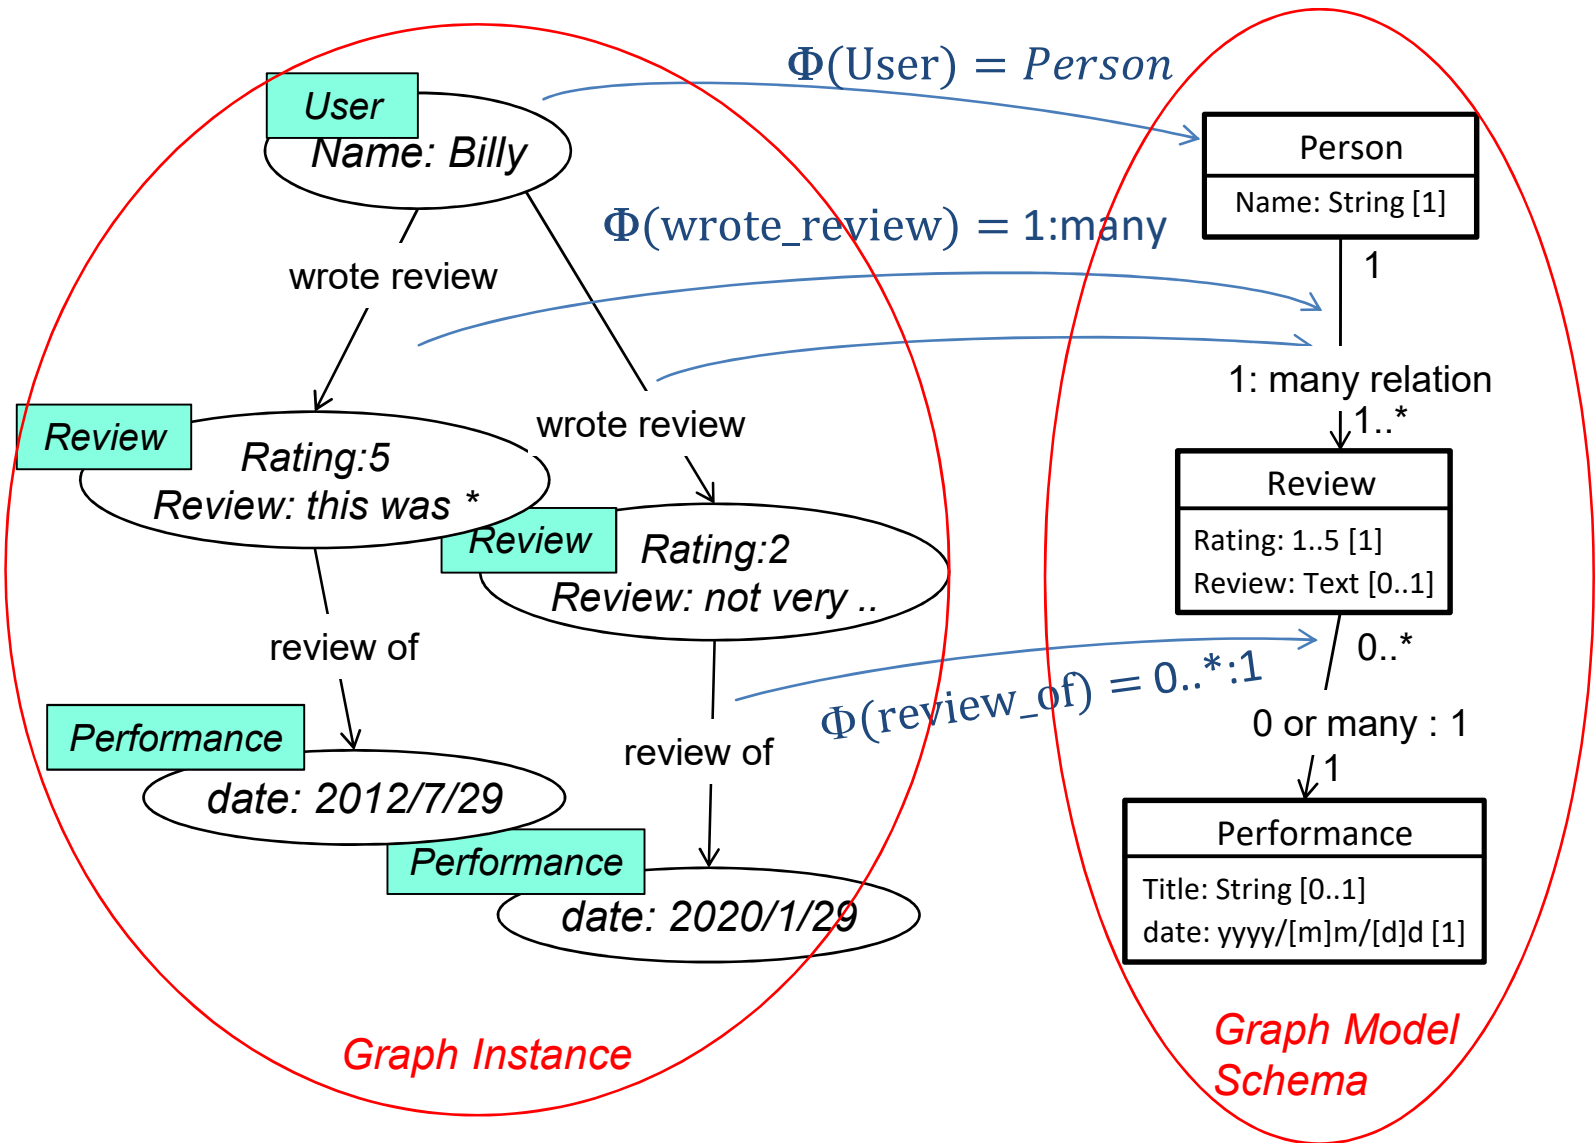 Φ(User) = Person
User
Name: Billy
Person
Name: String [1]
Φ(wrote_review) = 1:many
1
wrote review
1: many relation
1..*
wrote review
Review
Rating:5
Review: this was *
Review
Rating: 1..5 [1]
Review: Text [0..1]
Review
Rating:2
Review: not very ..
review of
0..*
Φ(review_of) = 0..*:1
0 or many : 1
1
review of
Performance
date: 2012/7/29
Performance
Title: String [0..1]
date: yyyy/[m]m/[d]d [1]
Performance
date: 2020/1/29
Graph Instance
Graph Model
Schema